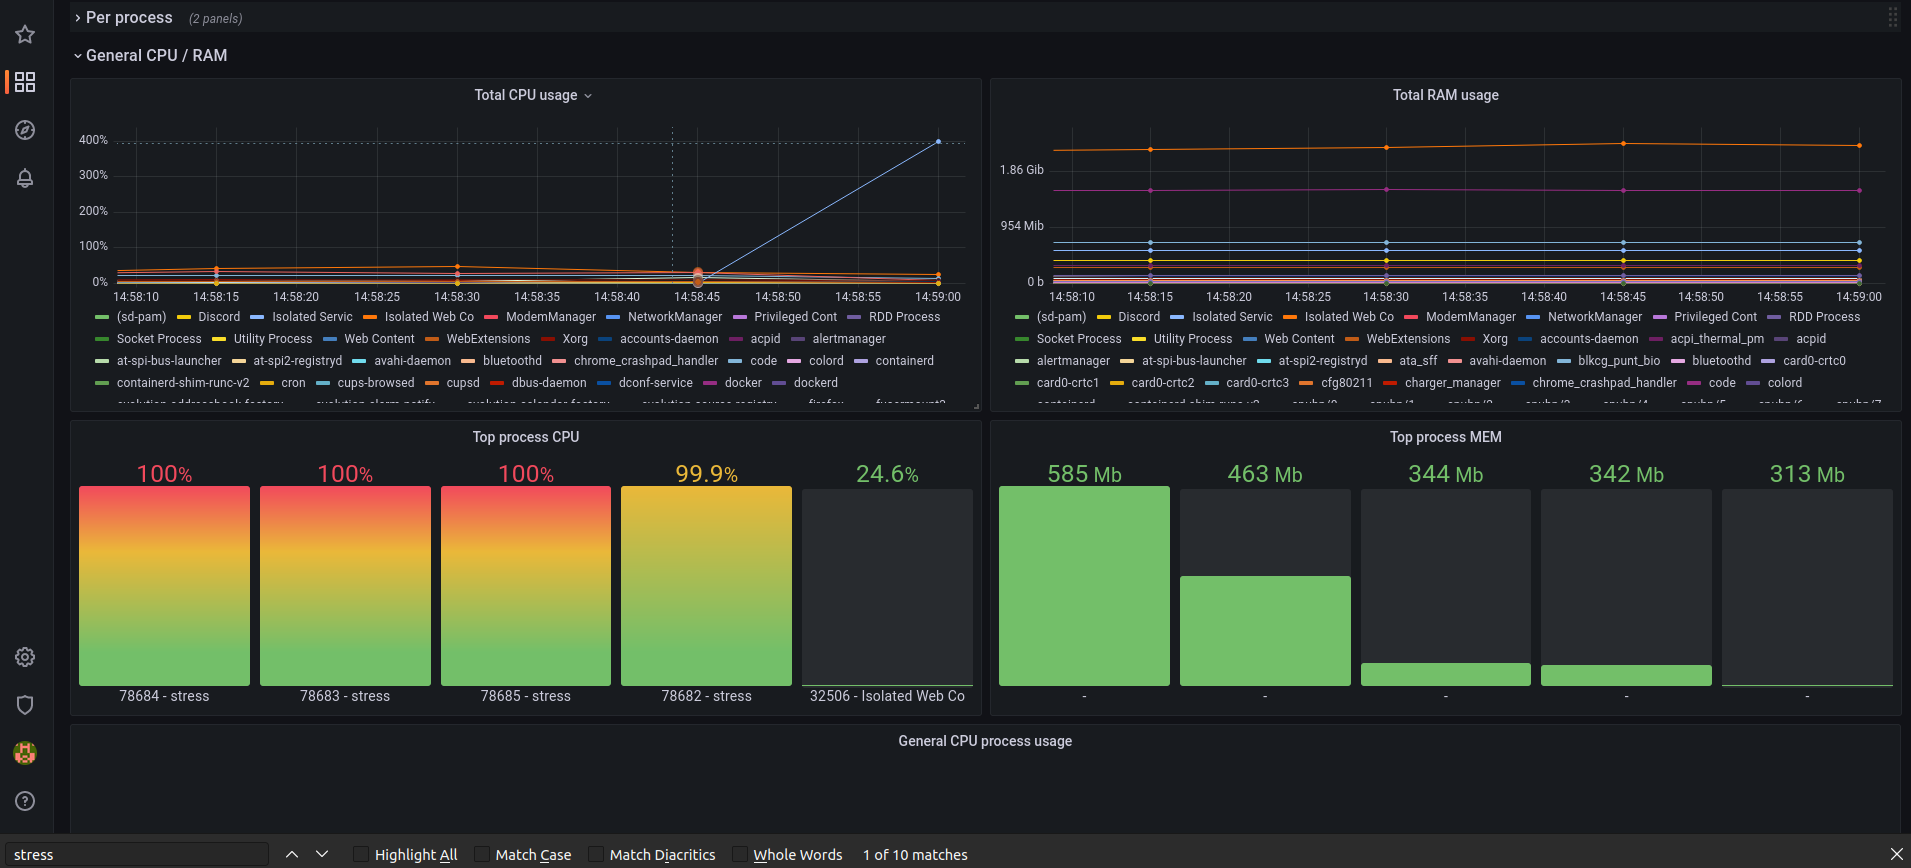 Per process (2 panels)
General CPU / RAM
Total CPU usage
400%
300%
200%
100%
0%
14:58:10 14:58:15 14:58:20 14:58:25 14:58:30 14:58:35 14:58:40 14:58:45 14:58:50 14:58:55 14:59:00
(sd-pam) Discord Isolated Servic Isolated Web Co ModemManager NetworkManager Privileged Cont RDD Process
Socket Process Utility Process Web Content WebExtensions Xorg accounts-daemon acpid alertmanager
at-spi-bus-launcher at-spi2-registryd avahi-daemon bluetoothd chrome_crashpad_handler code colord containerd
containerd-shim-runc-v2 cron cups-browsed cupsd dbus-daemon dconf-service docker dockerd
Total RAM usage
1.86 Gib
954 Mib
0 b
14:58:10 14:58:15 14:58:20 14:58:25 14:58:30 14:58:35 14:58:40 14:58:45 14:58:50 14:58:55 14:59:00
(sd-pam) Discord Isolated Servic Isolated Web Co ModemManager NetworkManager Privileged Cont RDD Process
Socket Process Utility Process Web Content WebExtensions Xorg accounts-daemon acpi_thermal_pm acpid
alertmanager at-spi-bus-launcher at-spi2-registryd ata_sff avahi-daemon blkcg_punt_bio bluetoothd card0-crtc0
card0-crtc1 card0-crtc2 card0-crtc3 cfg80211 charger_manager chrome_crashpad_handler code colord
Top process CPU
100% 100% 100% 99.9% 24.6%
78684 - stress 78683 - stress 78685 - stress 78682 - stress 32506 - Isolated Web Co
Top process MEM
585 Mb 463 Mb 344 Mb 342 Mb 313 Mb
- - - - -
General CPU process usage
stress Highlight All Match Case Match Diacritics Whole Words 1 of 10 matches